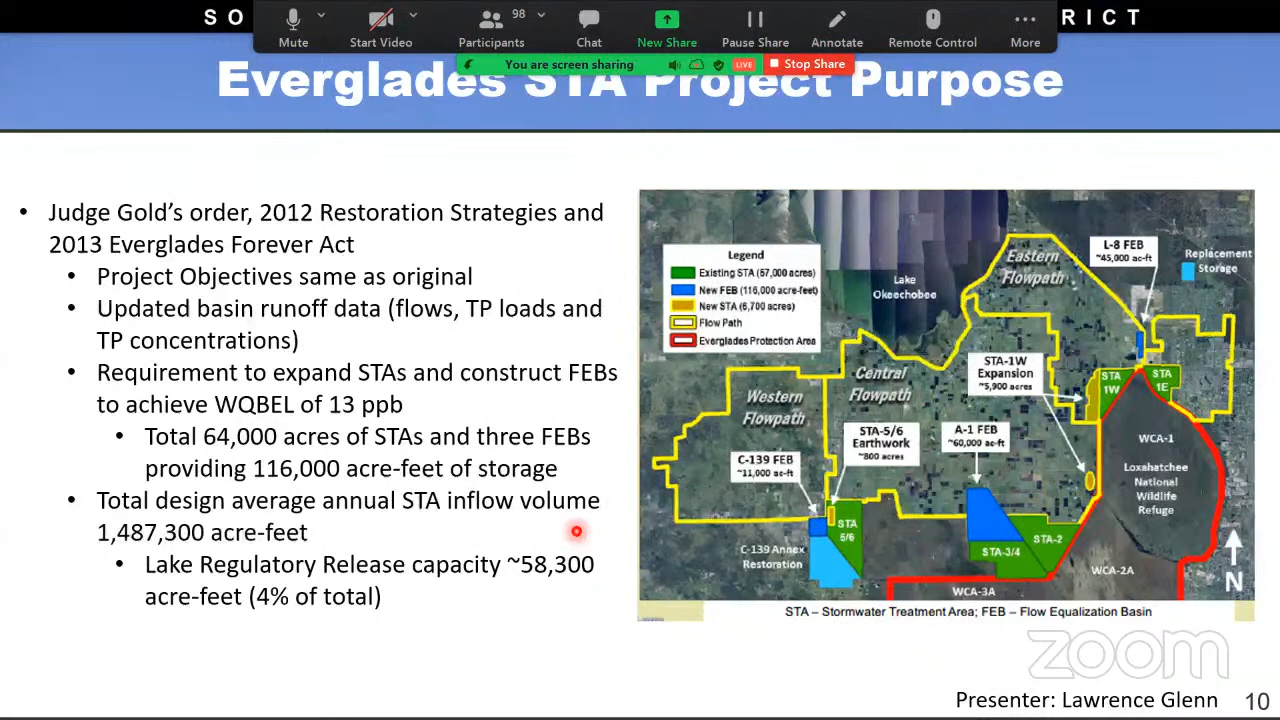 SO
RICT
Mute
Start Video
98
Participants
Chat
New Share
Pause Share
Annotate
Remote Control
More
You are screen sharing
LIVE
Stop Share
Everglades STA Project Purpose
• Judge Gold's order, 2012 Restoration Strategies and
2013 Everglades Forever Act
• Project Objectives same as original
• Updated basin runoff data (flows, TP loads and
TP concentrations)
• Requirement to expand STAs and construct FEBs
to achieve WQBEL of 13 ppb
• Total 64,000 acres of STAs and three FEBs
providing 116,000 acre-feet of storage
• Total design average annual STA inflow volume
1,487,300 acre-feet
• Lake Regulatory Release capacity ~58,300
acre-feet (4% of total)
Legend
Existing STA (57,000 acres)
New FEB (116,000 acre-feet)
New STA (6,700 acres)
Flow Path
Everglades Protection Area
Lake
Okeechobee
Eastern
Flowpath
L-8 FEB
~45,000 ac-ft
Replacement
Storage
STA-1W
Expansion
~5,900 acres
STA
1W
STA
1E
Central
Flowpath
Western
Flowpath
STA-5/6
Earthwork
~800 acres
A-1 FEB
~60,000 ac-ft
C-139 FEB
~11,000 ac-ft
WCA-1
Loxahatchee
National
Wildlife
Refuge
STA
5/6
STA-2
STA-3/4
C-139 Annex
Restoration
WCA-2A
WCA-3A
N
STA – Stormwater Treatment Area; FEB – Flow Equalization Basin
zoom
Presenter: Lawrence Glenn
10